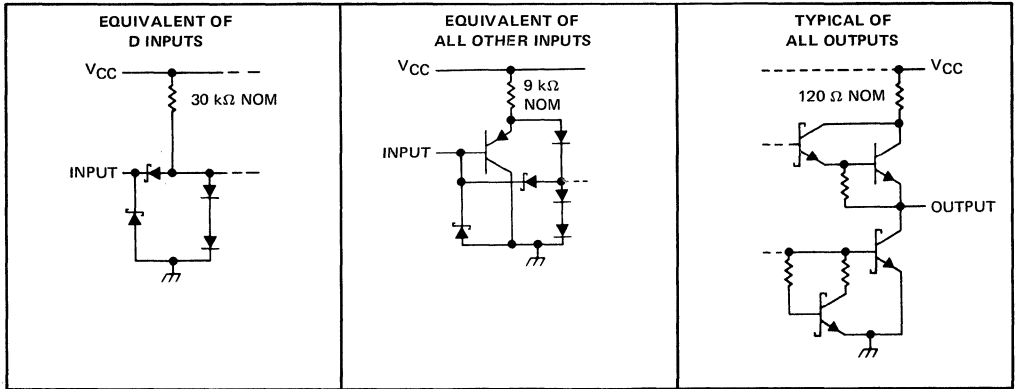 EQUIVALENT OF
D INPUTS
VCC
30 kΩ NOM
INPUT
EQUIVALENT OF
ALL OTHER INPUTS
VCC
9 kΩ
NOM
INPUT
TYPICAL OF
ALL OUTPUTS
VCC
120 Ω NOM
OUTPUT